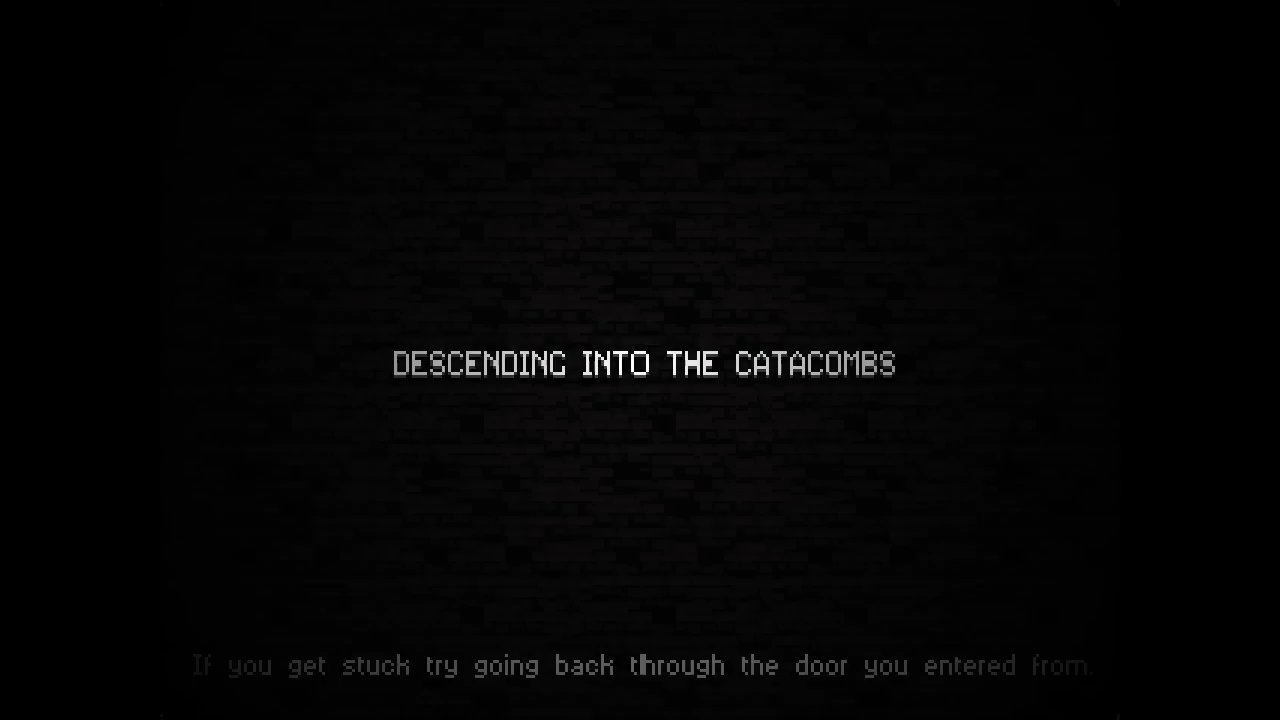 DESCENDING INTO THE CATACOMBS
If you get stuck try going back through the door you entered from.